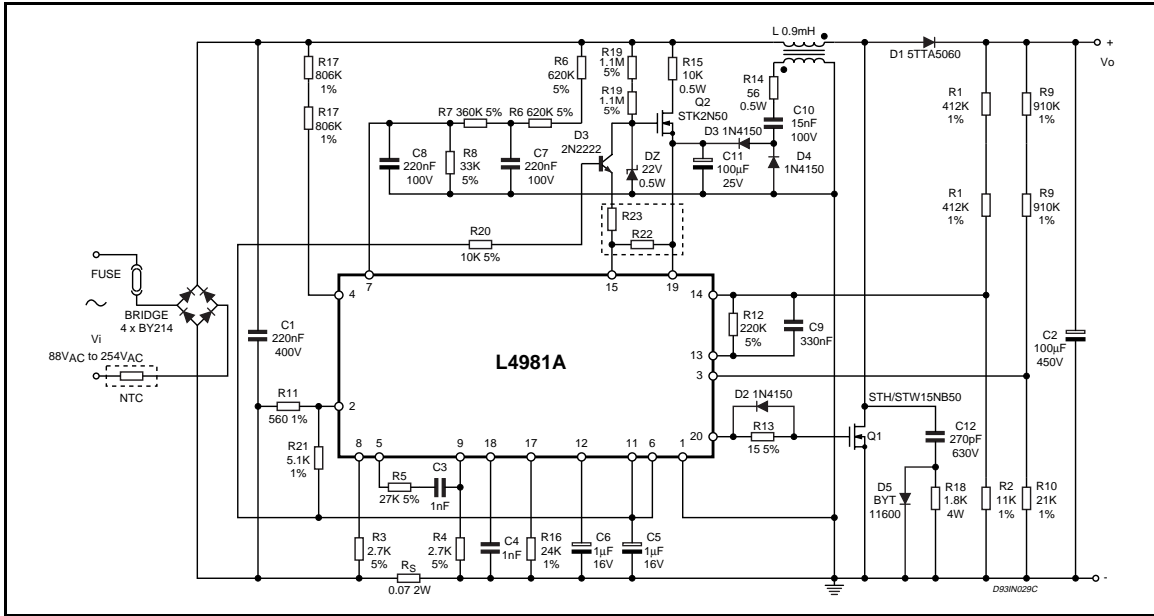 L 0.9mH
D1 5TTA5060
+
Vo
R17
806K
1%
R17
806K
1%
R6
620K
5%
R19
1.1M
5%
R19
1.1M
5%
R15
10K
0.5W
Q2
STK2N50
R14
56
0.5W
C10
15nF
100V
R1
412K
1%
R9
910K
1%
R7 360K 5%
R6 620K 5%
D3
2N2222
D3 1N4150
C8
220nF
100V
R8
33K
5%
C7
220nF
100V
DZ
22V
0.5W
C11
100µF
25V
D4
1N4150
R1
412K
1%
R9
910K
1%
R23
R22
R20
10K 5%
FUSE
BRIDGE
4 x BY214
Vi
88VAC to 254VAC
NTC
C1
220nF
400V
R11
560 1%
R21
5.1K
1%
7
15
19
4
14
L4981A
13
3
2
20
8
5
9
18
17
12
11
6
1
R12
220K
5%
C9
330nF
C2
100µF
450V
D2 1N4150
R13
15 5%
STH/STW15NB50
Q1
C12
270pF
630V
R5
27K 5%
C3
1nF
D5
BYT
11600
R18
1.8K
4W
R2
11K
1%
R10
21K
1%
R3
2.7K
5%
R4
2.7K
5%
C4
1nF
R16
24K
1%
C6
1µF
16V
C5
1µF
16V
RS
0.07 2W
D93IN029C
-